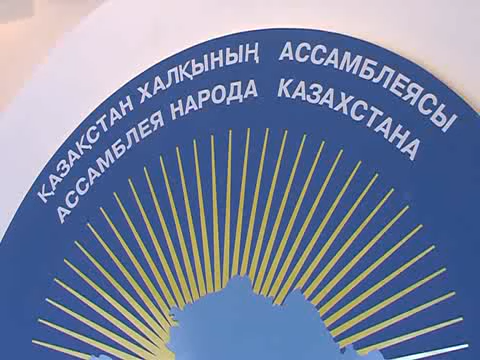 ҚАЗАҚСТАН ХАЛҚЫНЫҢ АССАМБЛЕЯСЫ
АССАМБЛЕЯ НАРОДА КАЗАХСТАНА